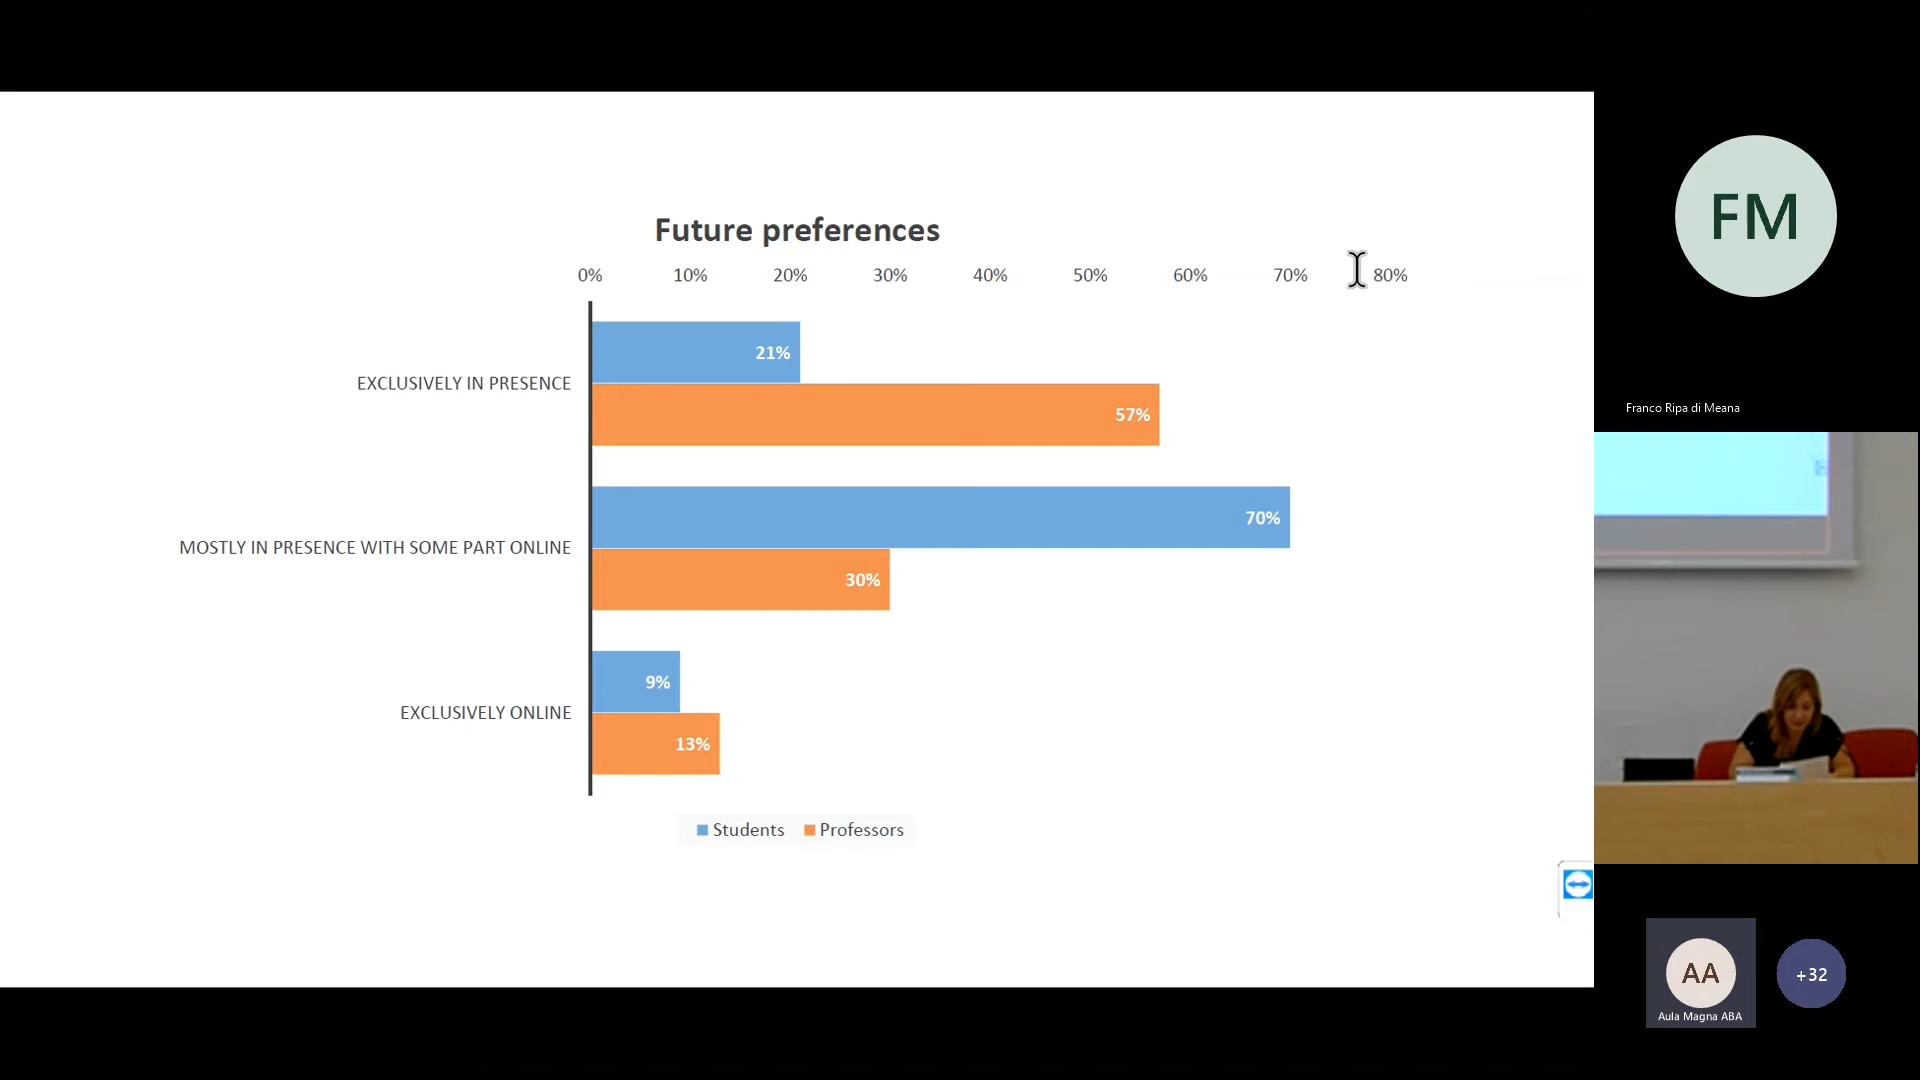 Future preferences
0% 10% 20% 30% 40% 50% 60% 70% 80%
EXCLUSIVELY IN PRESENCE
21%
57%
MOSTLY IN PRESENCE WITH SOME PART ONLINE
70%
30%
EXCLUSIVELY ONLINE
9%
13%
Students Professors
FM
Franco Ripa di Meana
AA
Aula Magna ABA
+32